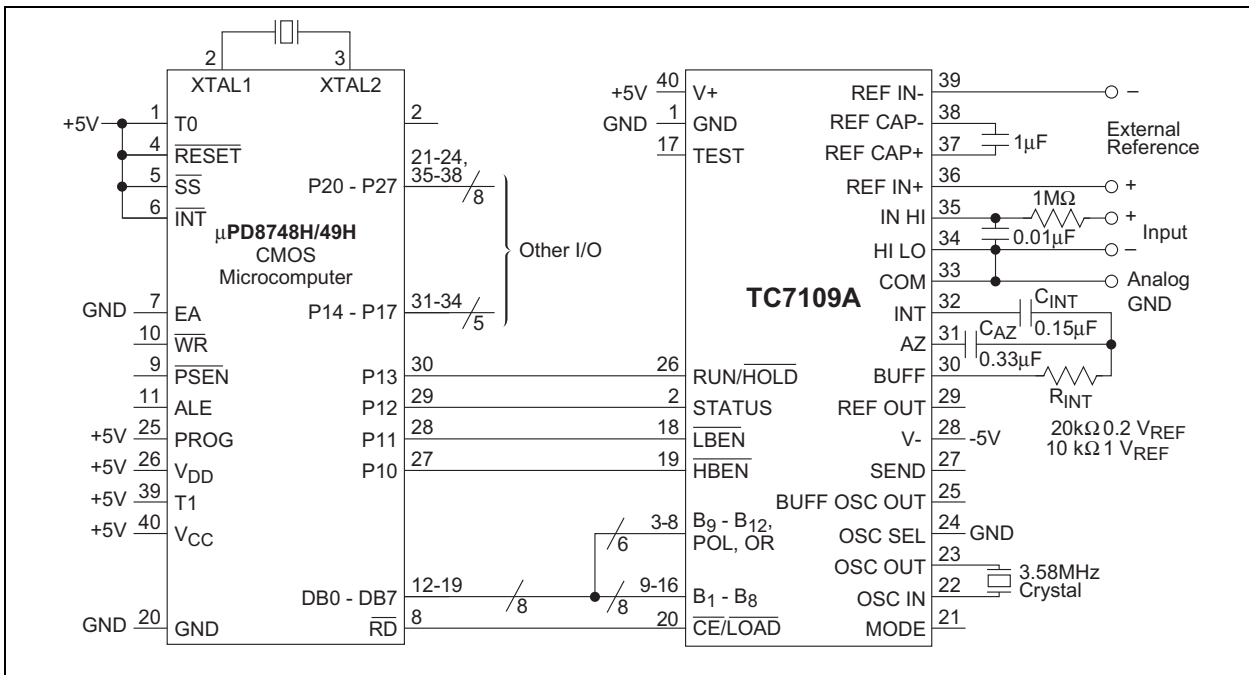 2
3
XTAL1
XTAL2
+5V
1
T0
4
RESET
5
SS
6
INT
2
21-24,
35-38
P20 - P27
8
µPD8748H/49H
CMOS
Microcomputer
Other I/O
GND
7
EA
P14 - P17
31-34
5
10
WR
9
PSEN
P13
30
11
ALE
P12
29
+5V
25
PROG
P11
28
+5V
26
VDD
P10
27
+5V
39
T1
+5V
40
VCC
DB0 - DB7
12-19
8
GND
20
GND
RD
8
TC7109A
+5V
40
V+
GND
1
GND
17
TEST
26
RUN/HOLD
2
STATUS
18
LBEN
19
HBEN
3-8
6
B9 - B12,
POL, OR
9-16
8
B1 - B8
20
CE/LOAD
REF IN-
39
–
REF CAP-
38
1µF
External
Reference
REF CAP+
37
REF IN+
36
+
1MΩ
IN HI
35
+
0.01µF
Input
HI LO
34
–
COM
33
Analog
GND
INT
32
CINT
0.15µF
AZ
31
CAZ
0.33µF
BUFF
30
RINT
REF OUT
29
20kΩ 0.2 VREF
10 kΩ 1 VREF
V-
28
-5V
SEND
27
BUFF OSC OUT
25
OSC SEL
24
GND
OSC OUT
23
3.58MHz
Crystal
OSC IN
22
MODE
21